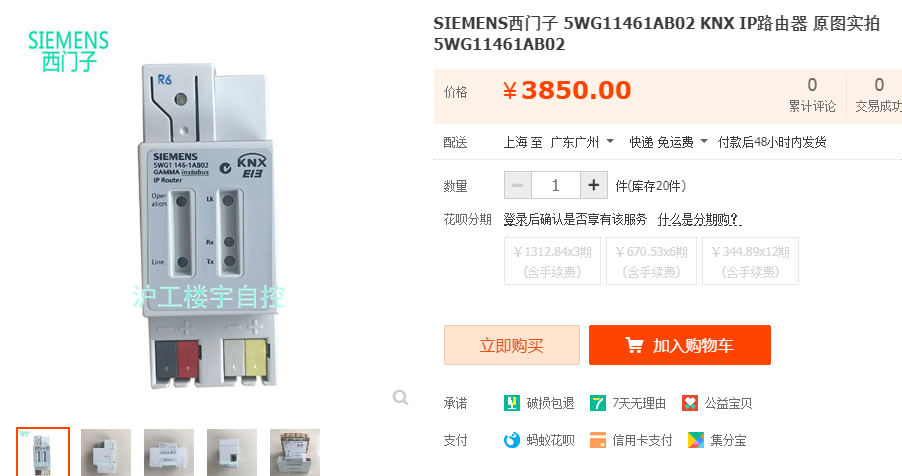 SIEMENS
西门子
R6
SIEMENS
5WG1 146-1AB02
GAMMA instabus
IP Router
KNX
EIB
Oper-
ation
Lk
Rx
Line
Tx
沪工楼宇自控
SIEMENS西门子 5WG11461AB02 KNX IP路由器 原图实拍
5WG11461AB02
价格 ￥3850.00
0 累计评论
0 交易成功
配送 上海 至 广东广州 快递 免运费 付款后48小时内发货
数量 1 件(库存20件)
花呗分期 登录后确认是否享有该服务 什么是分期购?
￥1312.84x3期
(含手续费)
￥670.53x6期
(含手续费)
￥344.89x12期
(含手续费)
立即购买 加入购物车
承诺 破损包退 7天无理由 公益宝贝
支付 蚂蚁花呗 信用卡支付 集分宝